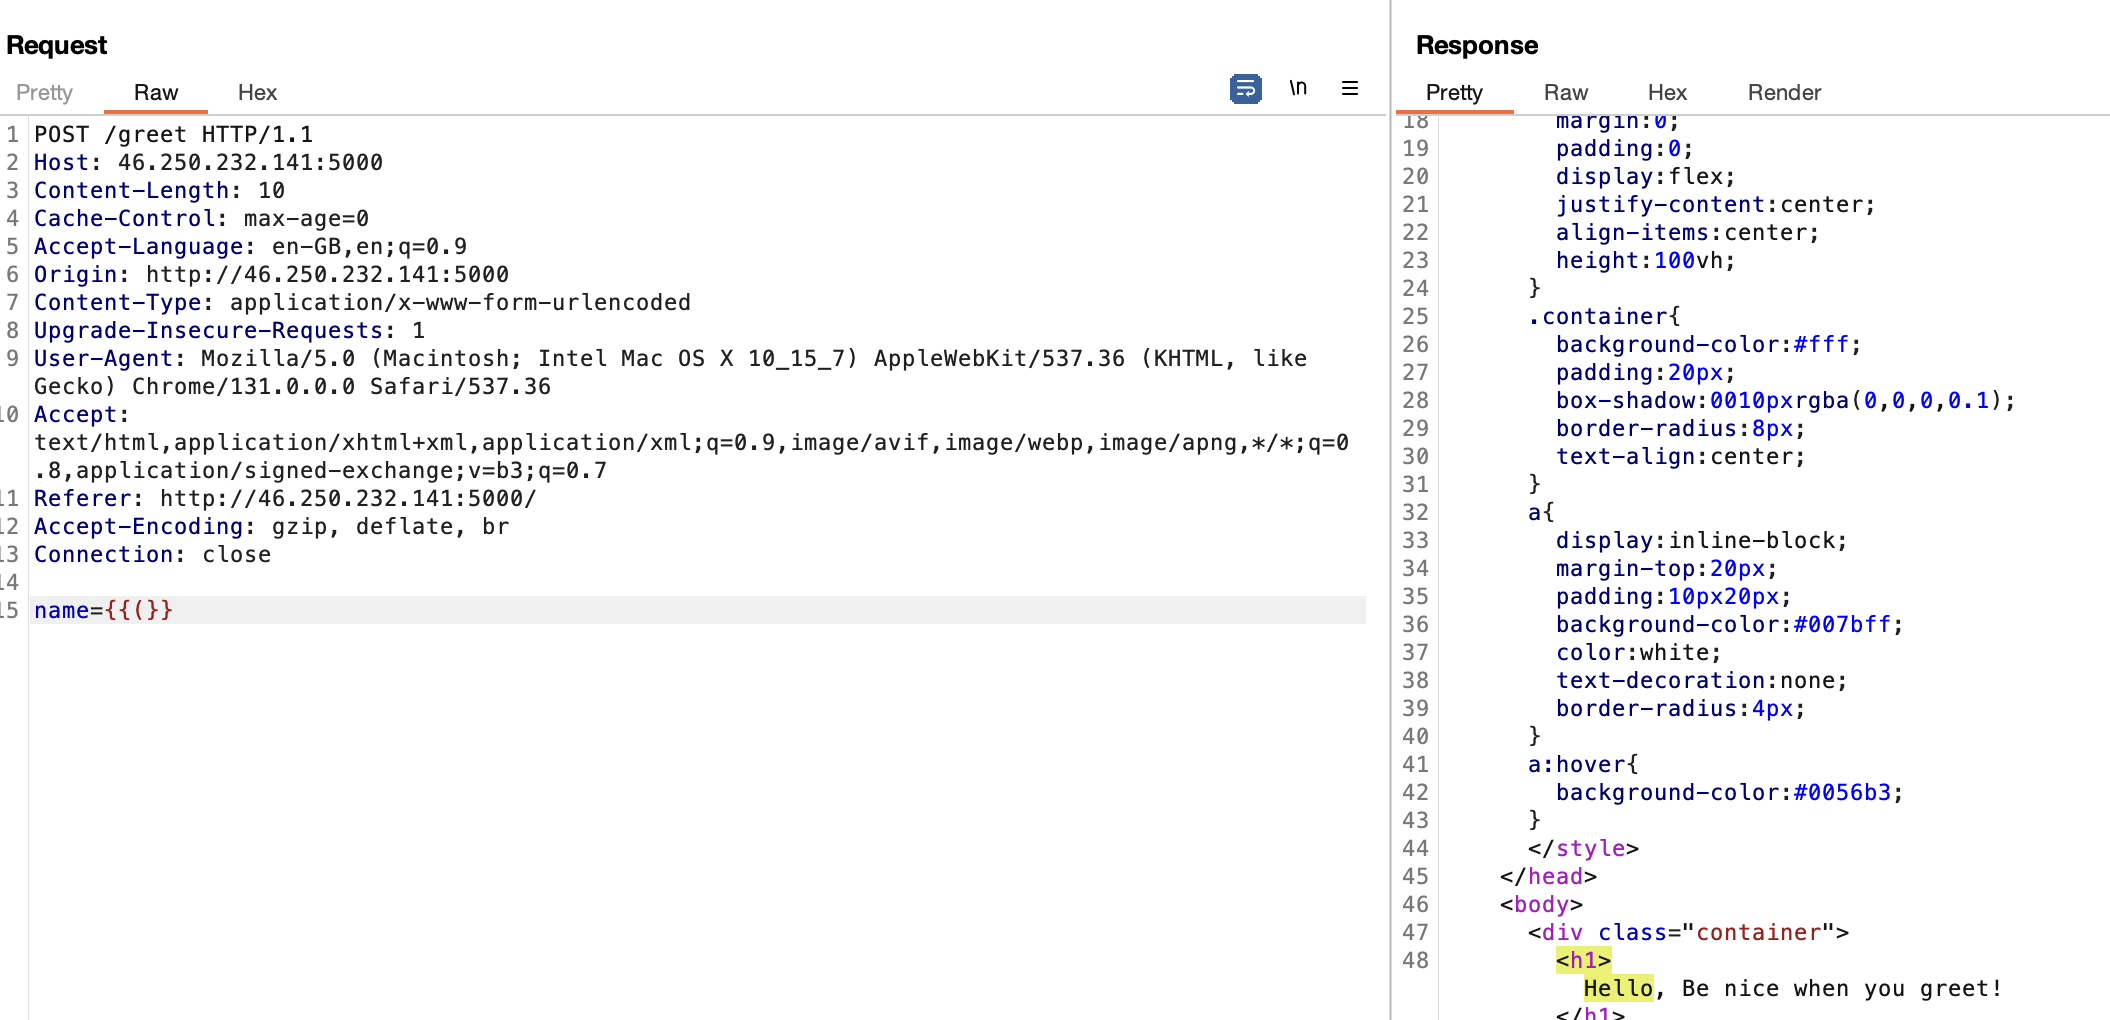 Request
Pretty Raw Hex
\n
1 POST /greet HTTP/1.1
2 Host: 46.250.232.141:5000
3 Content-Length: 10
4 Cache-Control: max-age=0
5 Accept-Language: en-GB,en;q=0.9
6 Origin: http://46.250.232.141:5000
7 Content-Type: application/x-www-form-urlencoded
8 Upgrade-Insecure-Requests: 1
9 User-Agent: Mozilla/5.0 (Macintosh; Intel Mac OS X 10_15_7) AppleWebKit/537.36 (KHTML, like
Gecko) Chrome/131.0.0.0 Safari/537.36
10 Accept:
text/html,application/xhtml+xml,application/xml;q=0.9,image/avif,image/webp,image/apng,*/*;q=0
.8,application/signed-exchange;v=b3;q=0.7
11 Referer: http://46.250.232.141:5000/
12 Accept-Encoding: gzip, deflate, br
13 Connection: close
14
15 name={{(}}
Response
Pretty Raw Hex Render
18 margin:0;
19 padding:0;
20 display:flex;
21 justify-content:center;
22 align-items:center;
23 height:100vh;
24 }
25 .container{
26 background-color:#fff;
27 padding:20px;
28 box-shadow:0010pxrgba(0,0,0,0.1);
29 border-radius:8px;
30 text-align:center;
31 }
32 a{
33 display:inline-block;
34 margin-top:20px;
35 padding:10px20px;
36 background-color:#007bff;
37 color:white;
38 text-decoration:none;
39 border-radius:4px;
40 }
41 a:hover{
42 background-color:#0056b3;
43 }
44 </style>
45 </head>
46 <body>
47 <div class="container">
48 <h1>
Hello, Be nice when you greet!
</h1>